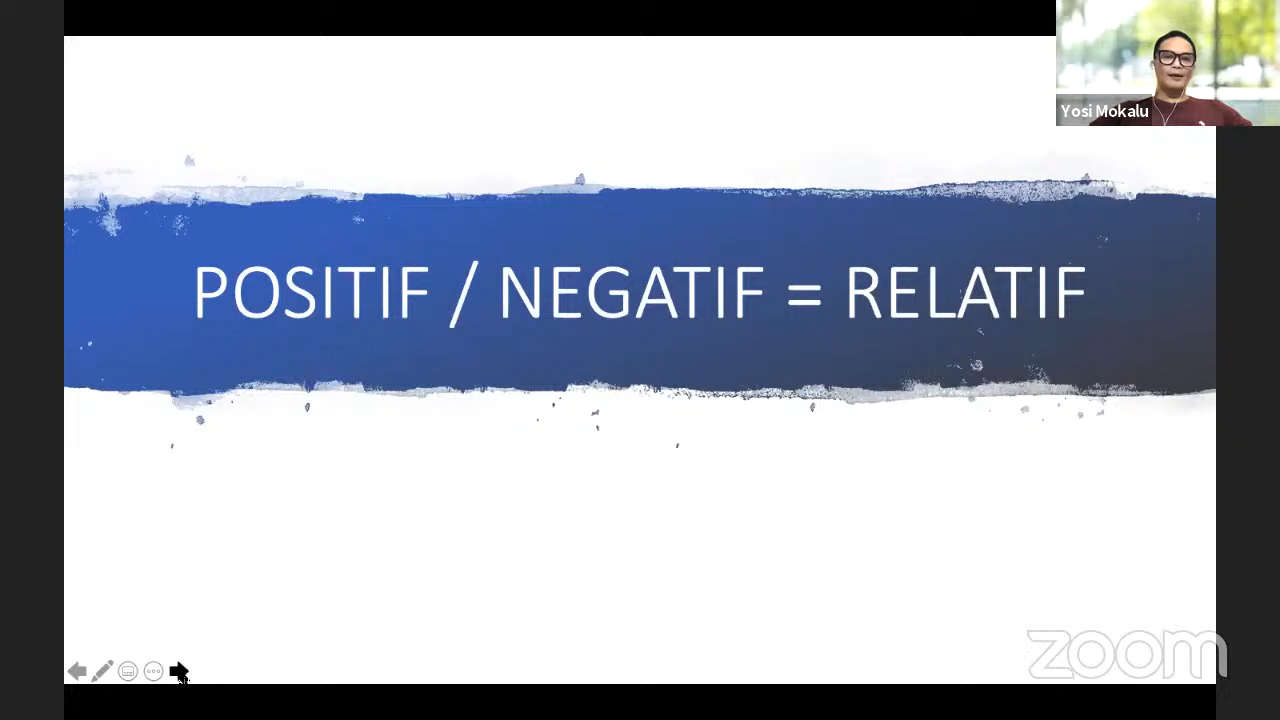 Yosi Mokalu
POSITIF / NEGATIF = RELATIF
zoom